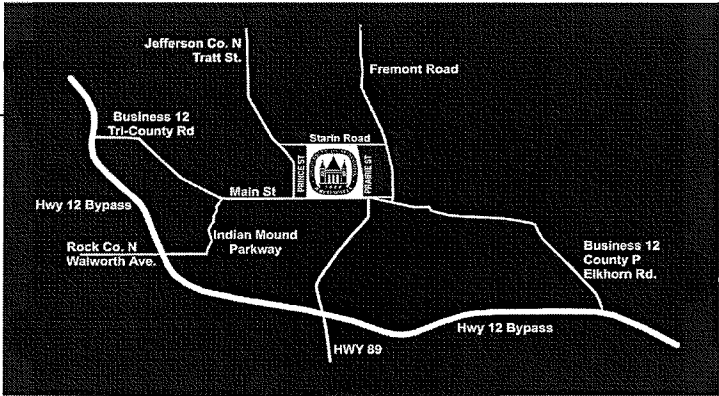 Jefferson Co. N
Tratt St.
Fremont Road
Business 12
Tri-County Rd
Starin Road
PRINCE ST
PRAIRIE ST
Main St
Hwy 12 Bypass
Indian Mound
Parkway
Rock Co. N
Walworth Ave.
Business 12
County P
Elkhorn Rd.
Hwy 12 Bypass
HWY 89